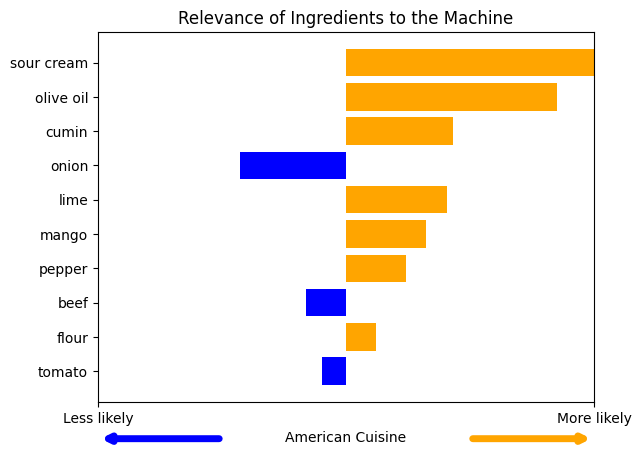 Relevance of Ingredients to the Machine
sour cream
olive oil
cumin
onion
lime
mango
pepper
beef
flour
tomato
Less likely
More likely
American Cuisine